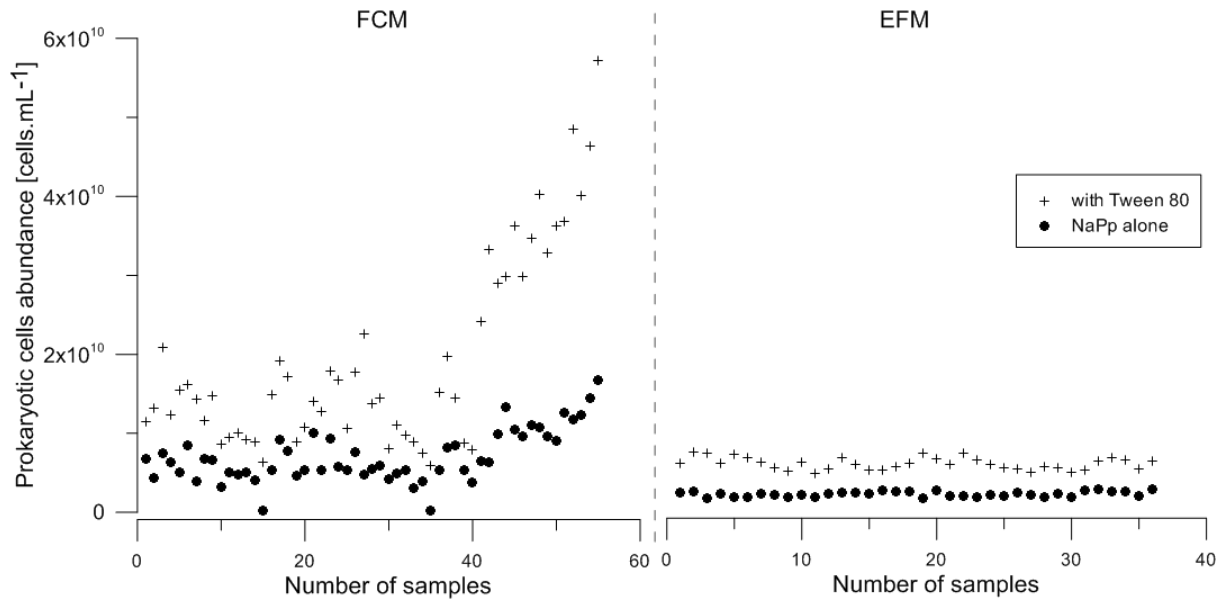 FCM
EFM
Prokaryotic cells abundance [cells.mL⁻¹]
6x10¹⁰
4x10¹⁰
2x10¹⁰
0
0
20
40
60
Number of samples
0
10
20
30
40
Number of samples
with Tween 80
NaPp alone